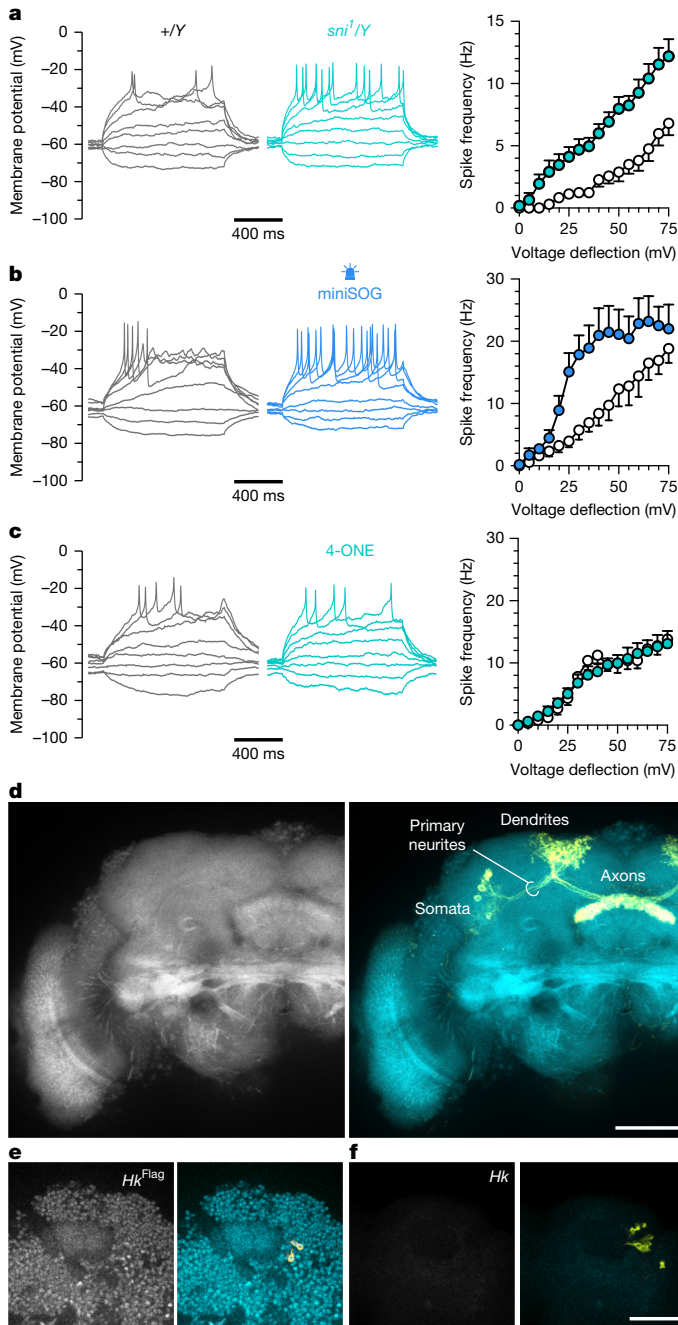 a
+/Y
sni¹/Y
Membrane potential (mV)
0
–20
–40
–60
–80
–100
400 ms
Spike frequency (Hz)
15
10
5
0
0 25 50 75
Voltage deflection (mV)
b
miniSOG
Membrane potential (mV)
0
–20
–40
–60
–80
–100
400 ms
Spike frequency (Hz)
30
20
10
0
0 25 50 75
Voltage deflection (mV)
c
4-ONE
Membrane potential (mV)
0
–20
–40
–60
–80
–100
400 ms
Spike frequency (Hz)
30
20
10
0
0 25 50 75
Voltage deflection (mV)
d
Primary
neurites
Dendrites
Axons
Somata
e
Hkᶠˡᵃᵍ
f
Hk